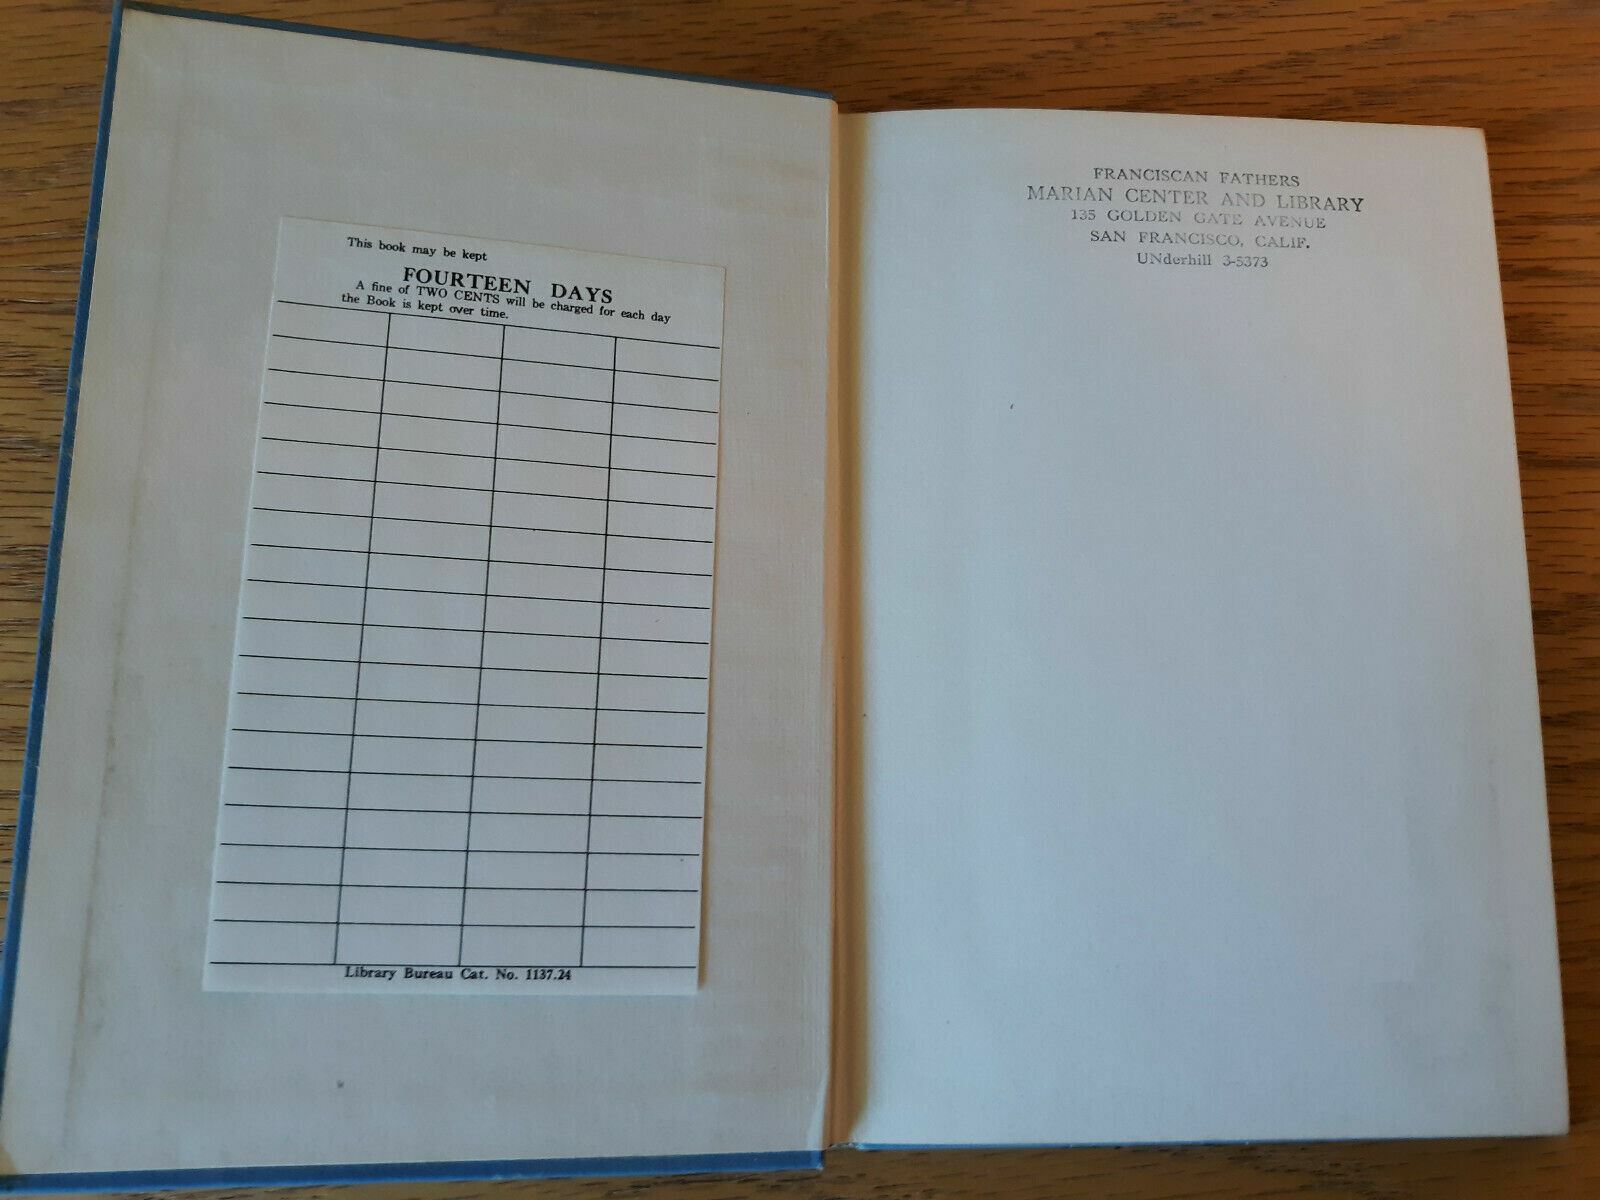 This book may be kept
FOURTEEN DAYS
A fine of TWO CENTS will be charged for each day
the Book is kept over time.
Library Bureau Cat. No. 1137.24
FRANCISCAN FATHERS
MARIAN CENTER AND LIBRARY
135 GOLDEN GATE AVENUE
SAN FRANCISCO, CALIF.
UNderhill 3-5373